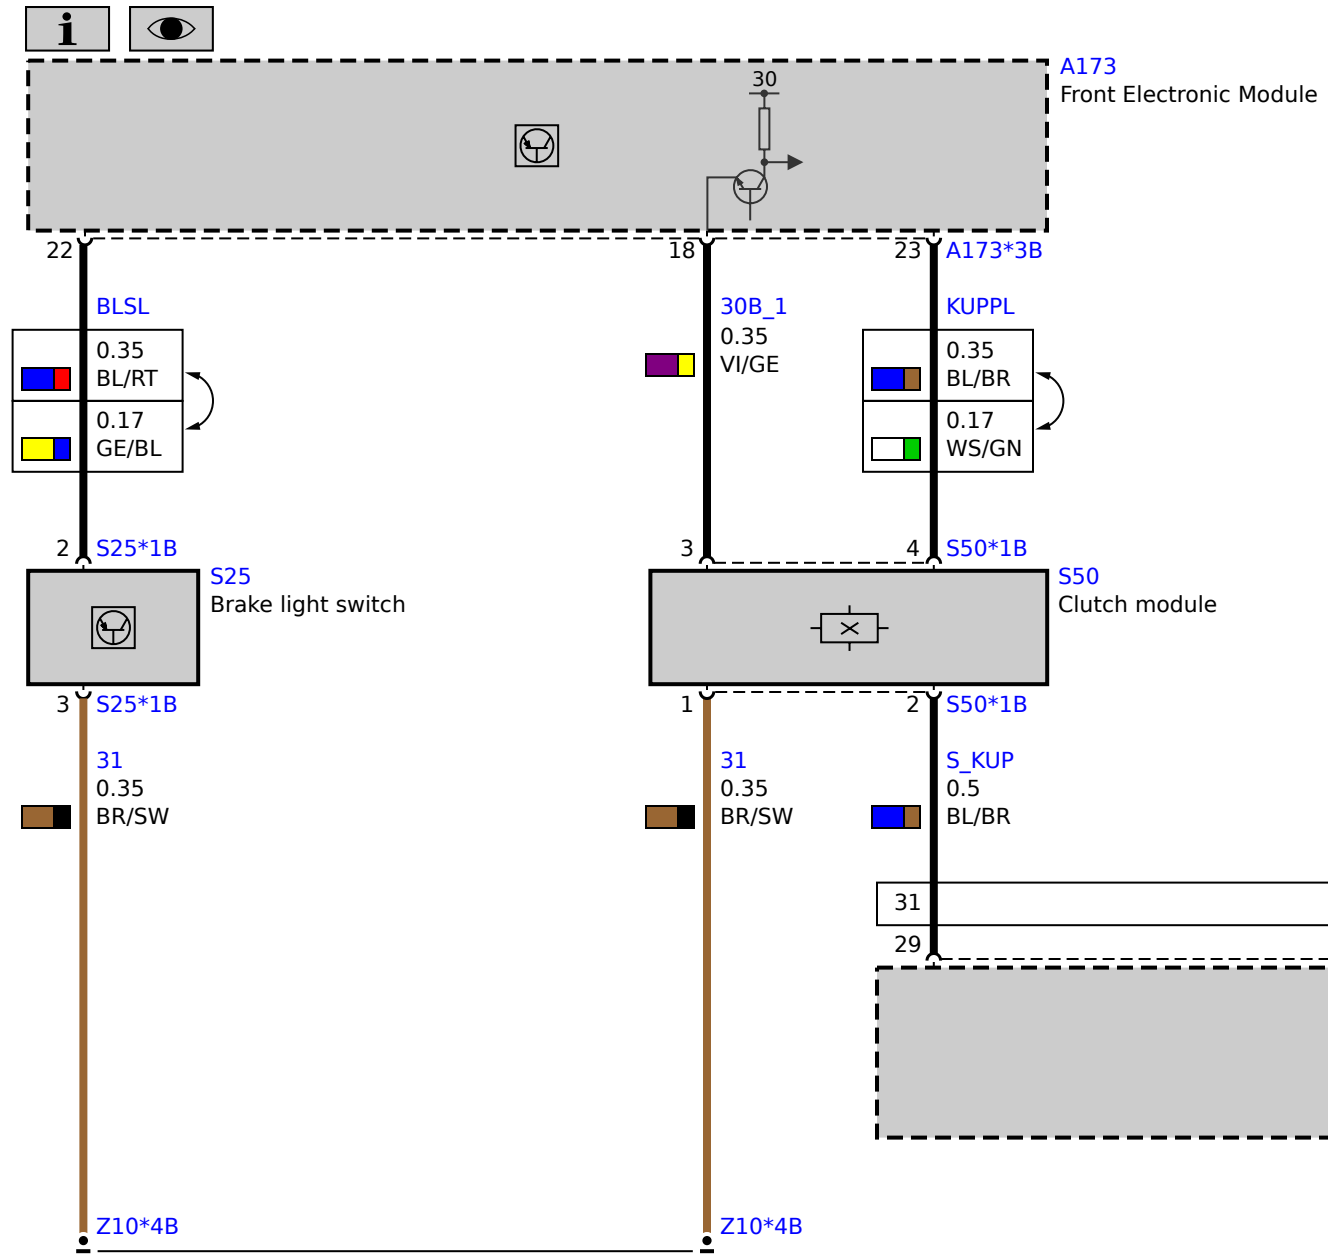 i
A173
Front Electronic Module
30
22
18
23
A173*3B
BLSL
0.35
BL/RT
0.17
GE/BL
30B_1
0.35
VI/GE
KUPPL
0.35
BL/BR
0.17
WS/GN
2
S25*1B
3
4
S50*1B
S25
Brake light switch
S50
Clutch module
3
S25*1B
1
2
S50*1B
31
0.35
BR/SW
31
0.35
BR/SW
S_KUP
0.5
BL/BR
31
29
Z10*4B
Z10*4B